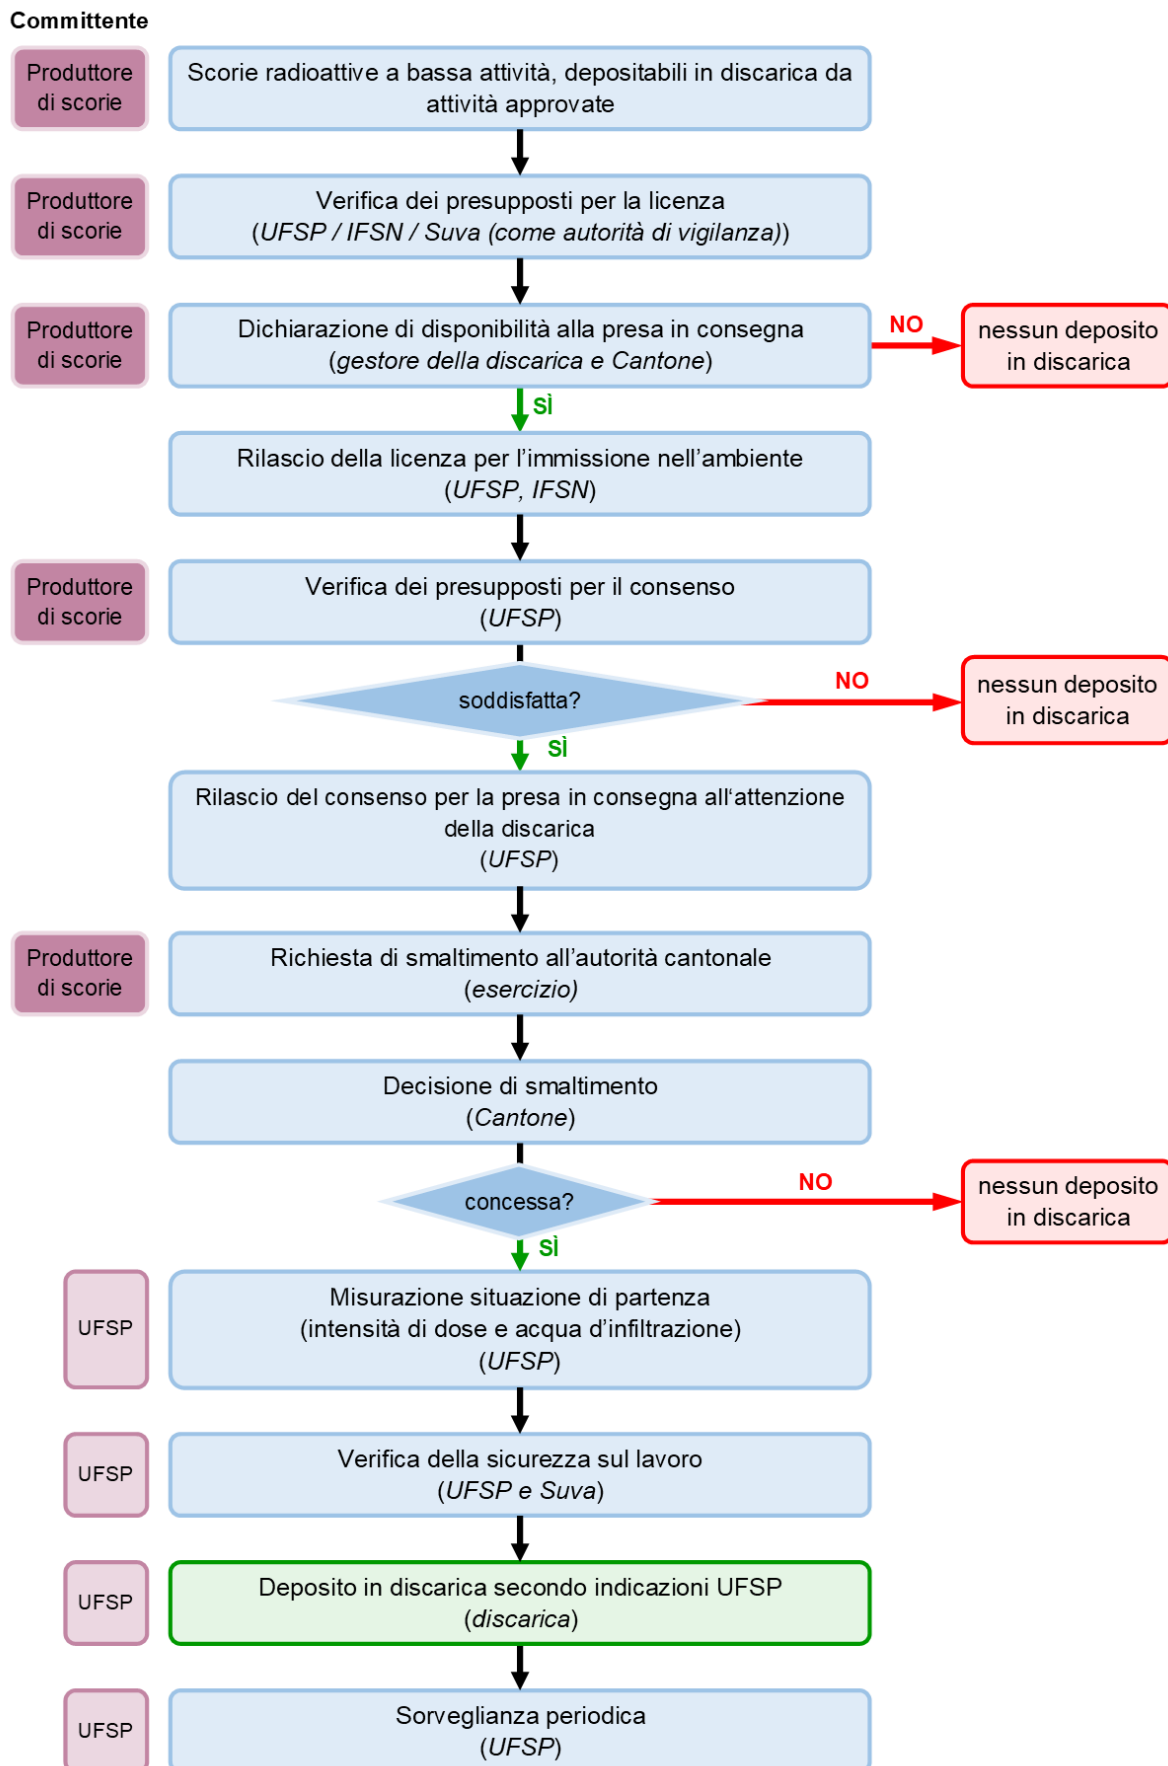 Committente
Produttore
di scorie
Scorie radioattive a bassa attività, depositabili in discarica da
attività approvate
Produttore
di scorie
Verifica dei presupposti per la licenza
(UFSP / IFSN / Suva (come autorità di vigilanza))
Produttore
di scorie
Dichiarazione di disponibilità alla presa in consegna
(gestore della discarica e Cantone)
NO
nessun deposito
in discarica
SÌ
Rilascio della licenza per l'immissione nell'ambiente
(UFSP, IFSN)
Produttore
di scorie
Verifica dei presupposti per il consenso
(UFSP)
soddisfatta?
NO
nessun deposito
in discarica
SÌ
Rilascio del consenso per la presa in consegna all'attenzione
della discarica
(UFSP)
Produttore
di scorie
Richiesta di smaltimento all'autorità cantonale
(esercizio)
Decisione di smaltimento
(Cantone)
concessa?
NO
nessun deposito
in discarica
SÌ
UFSP
Misurazione situazione di partenza
(intensità di dose e acqua d'infiltrazione)
(UFSP)
UFSP
Verifica della sicurezza sul lavoro
(UFSP e Suva)
UFSP
Deposito in discarica secondo indicazioni UFSP
(discarica)
UFSP
Sorveglianza periodica
(UFSP)